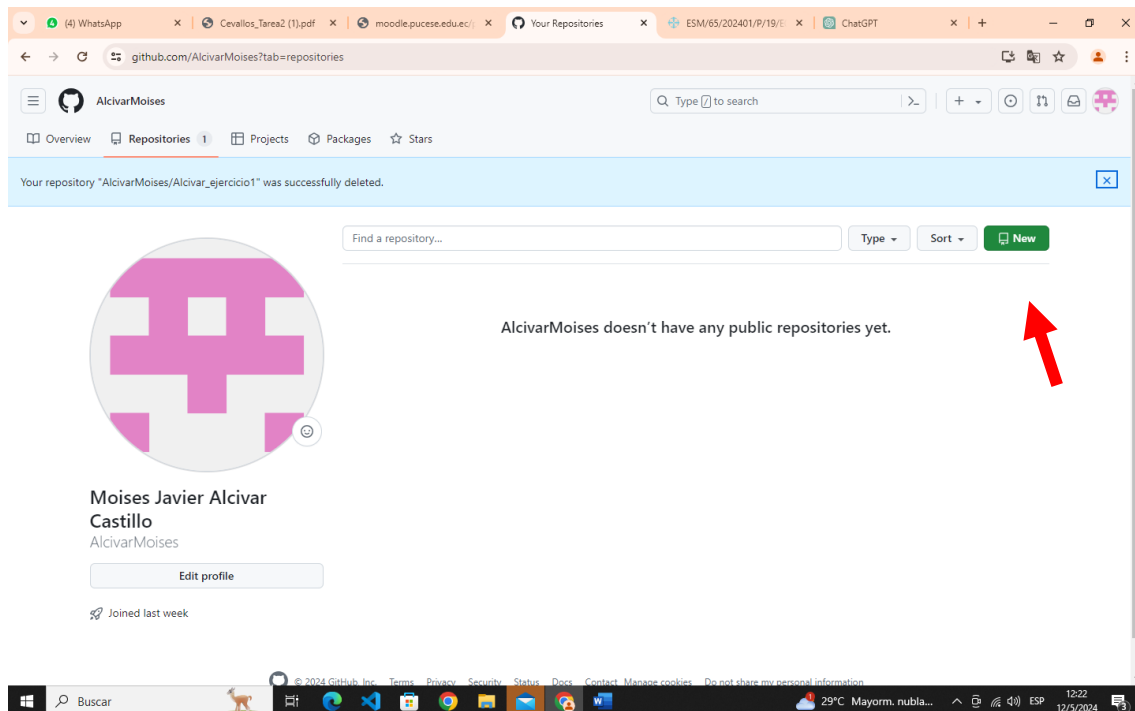 (4) WhatsApp
Cevallos_Tarea2 (1).pdf
moodle.pucese.edu.ec/
Your Repositories
ESM/65/202401/P/19/
ChatGPT
github.com/AlcivarMoises?tab=repositories
AlcivarMoises
Type / to search
Overview
Repositories 1
Projects
Packages
Stars
Your repository "AlcivarMoises/Alcivar_ejercicio1" was successfully deleted.
Find a repository...
Type
Sort
New
AlcivarMoises doesn't have any public repositories yet.
Moises Javier Alcivar
Castillo
AlcivarMoises
Edit profile
Joined last week
© 2024 GitHub, Inc. Terms Privacy Security Status Docs Contact Manage cookies Do not share my personal information
Buscar
29°C Mayorm. nubla...
ESP
12:22
12/5/2024